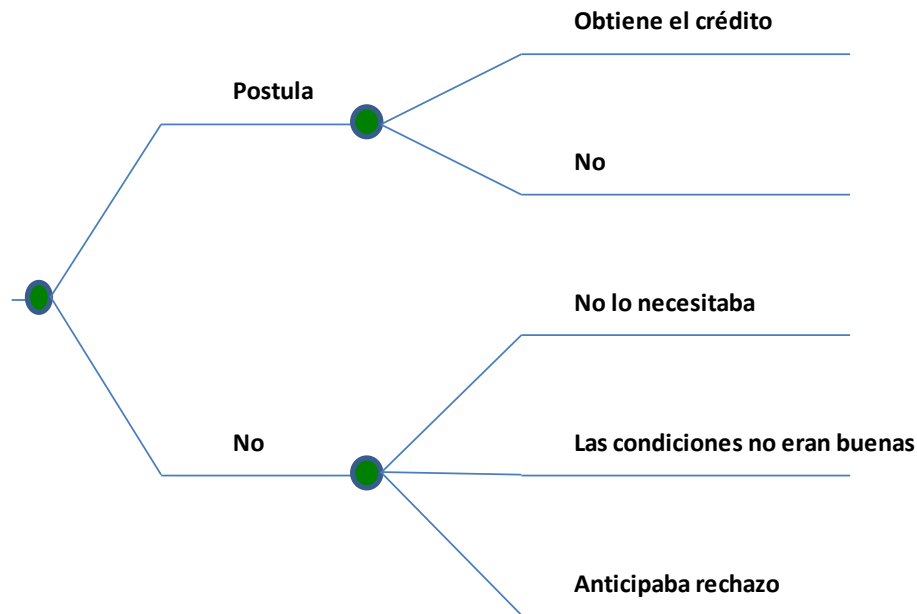 Obtiene el crédito
Postula
No
No lo necesitaba
No
Las condiciones no eran buenas
Anticipaba rechazo